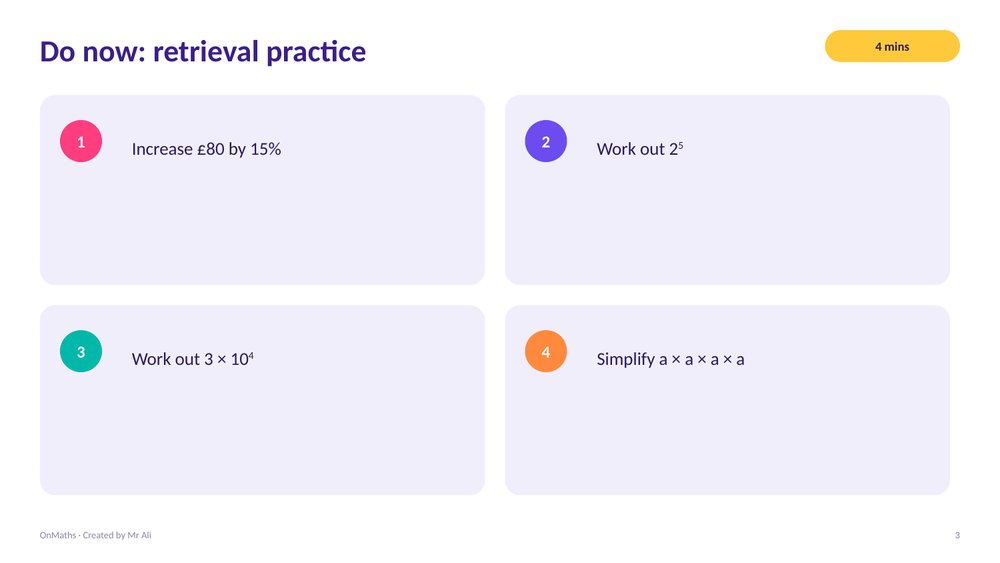 Do now: retrieval practice
4 mins
1
Increase £80 by 15%
2
Work out 2⁵
3
Work out 3 × 10⁴
4
Simplify a × a × a × a
OnMaths · Created by Mr Ali
3